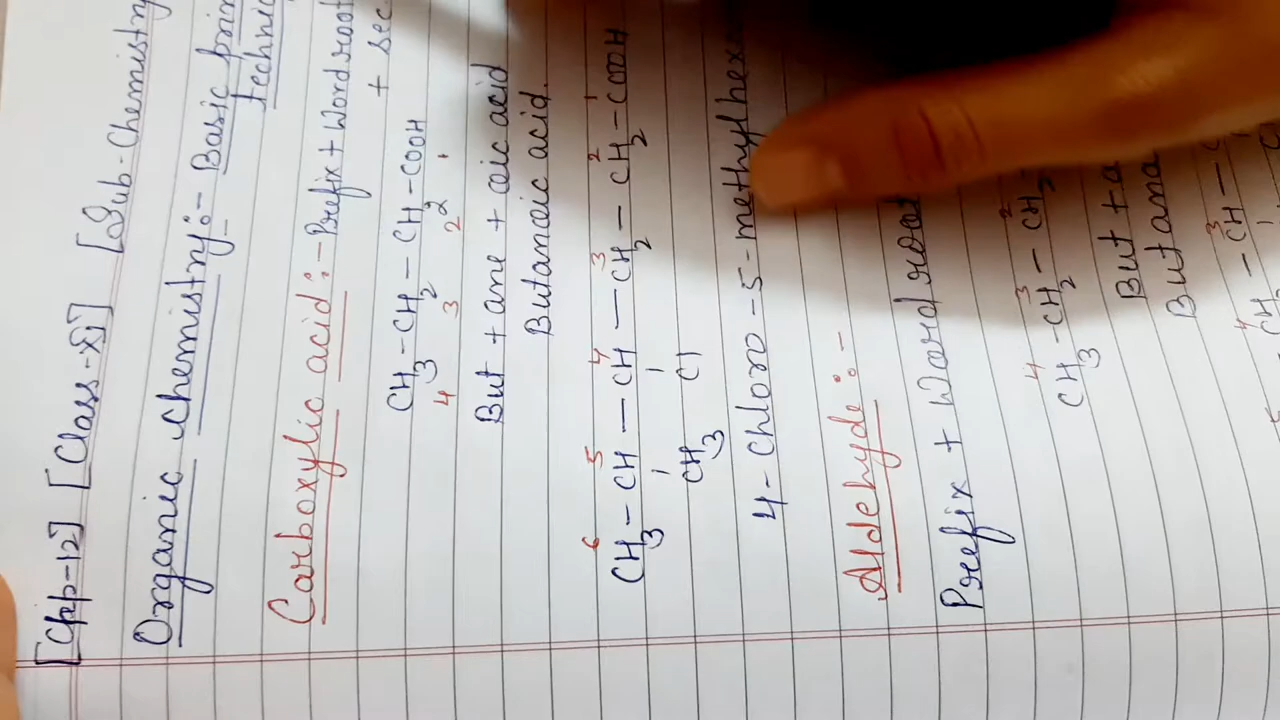 [Chp-12] [Class-XI] [Sub-Chemistry
Organic Chemistry:- Basic prin
technic
Carboxylic acid:- Prefix + Word root
+ sec.
CH3-CH2-CH2-CH-COOH
4 3 2 1
But + ane + oic acid
Butanoic acid.
6 5 4 3 2 1
CH3-CH-CH-CH2-CH2-COOH
CH3 Cl
4-Chloro-5-methylhex
Aldehyde:-
Prefix + Word root
4 3 2
CH3-CH2-CH2
But + a
Butana
4 3
CH3-CH-C